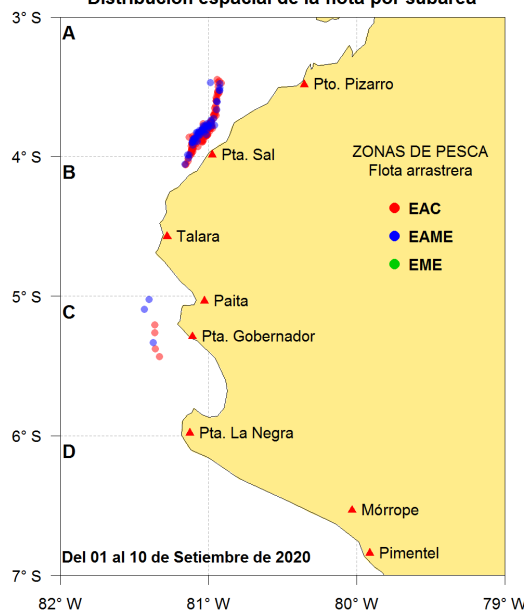 Distribución espacial de la flota por subárea
3° S
A
Pto. Pizarro
ZONAS DE PESCA
Flota arrastrera
4° S
Pta. Sal
B
EAC
EAME
Talara
EME
5° S
Paita
C
Pta. Gobernador
6° S
Pta. La Negra
D
Mórrope
Pimentel
Del 01 al 10 de Setiembre de 2020
7° S
82° W
81° W
80° W
79° W